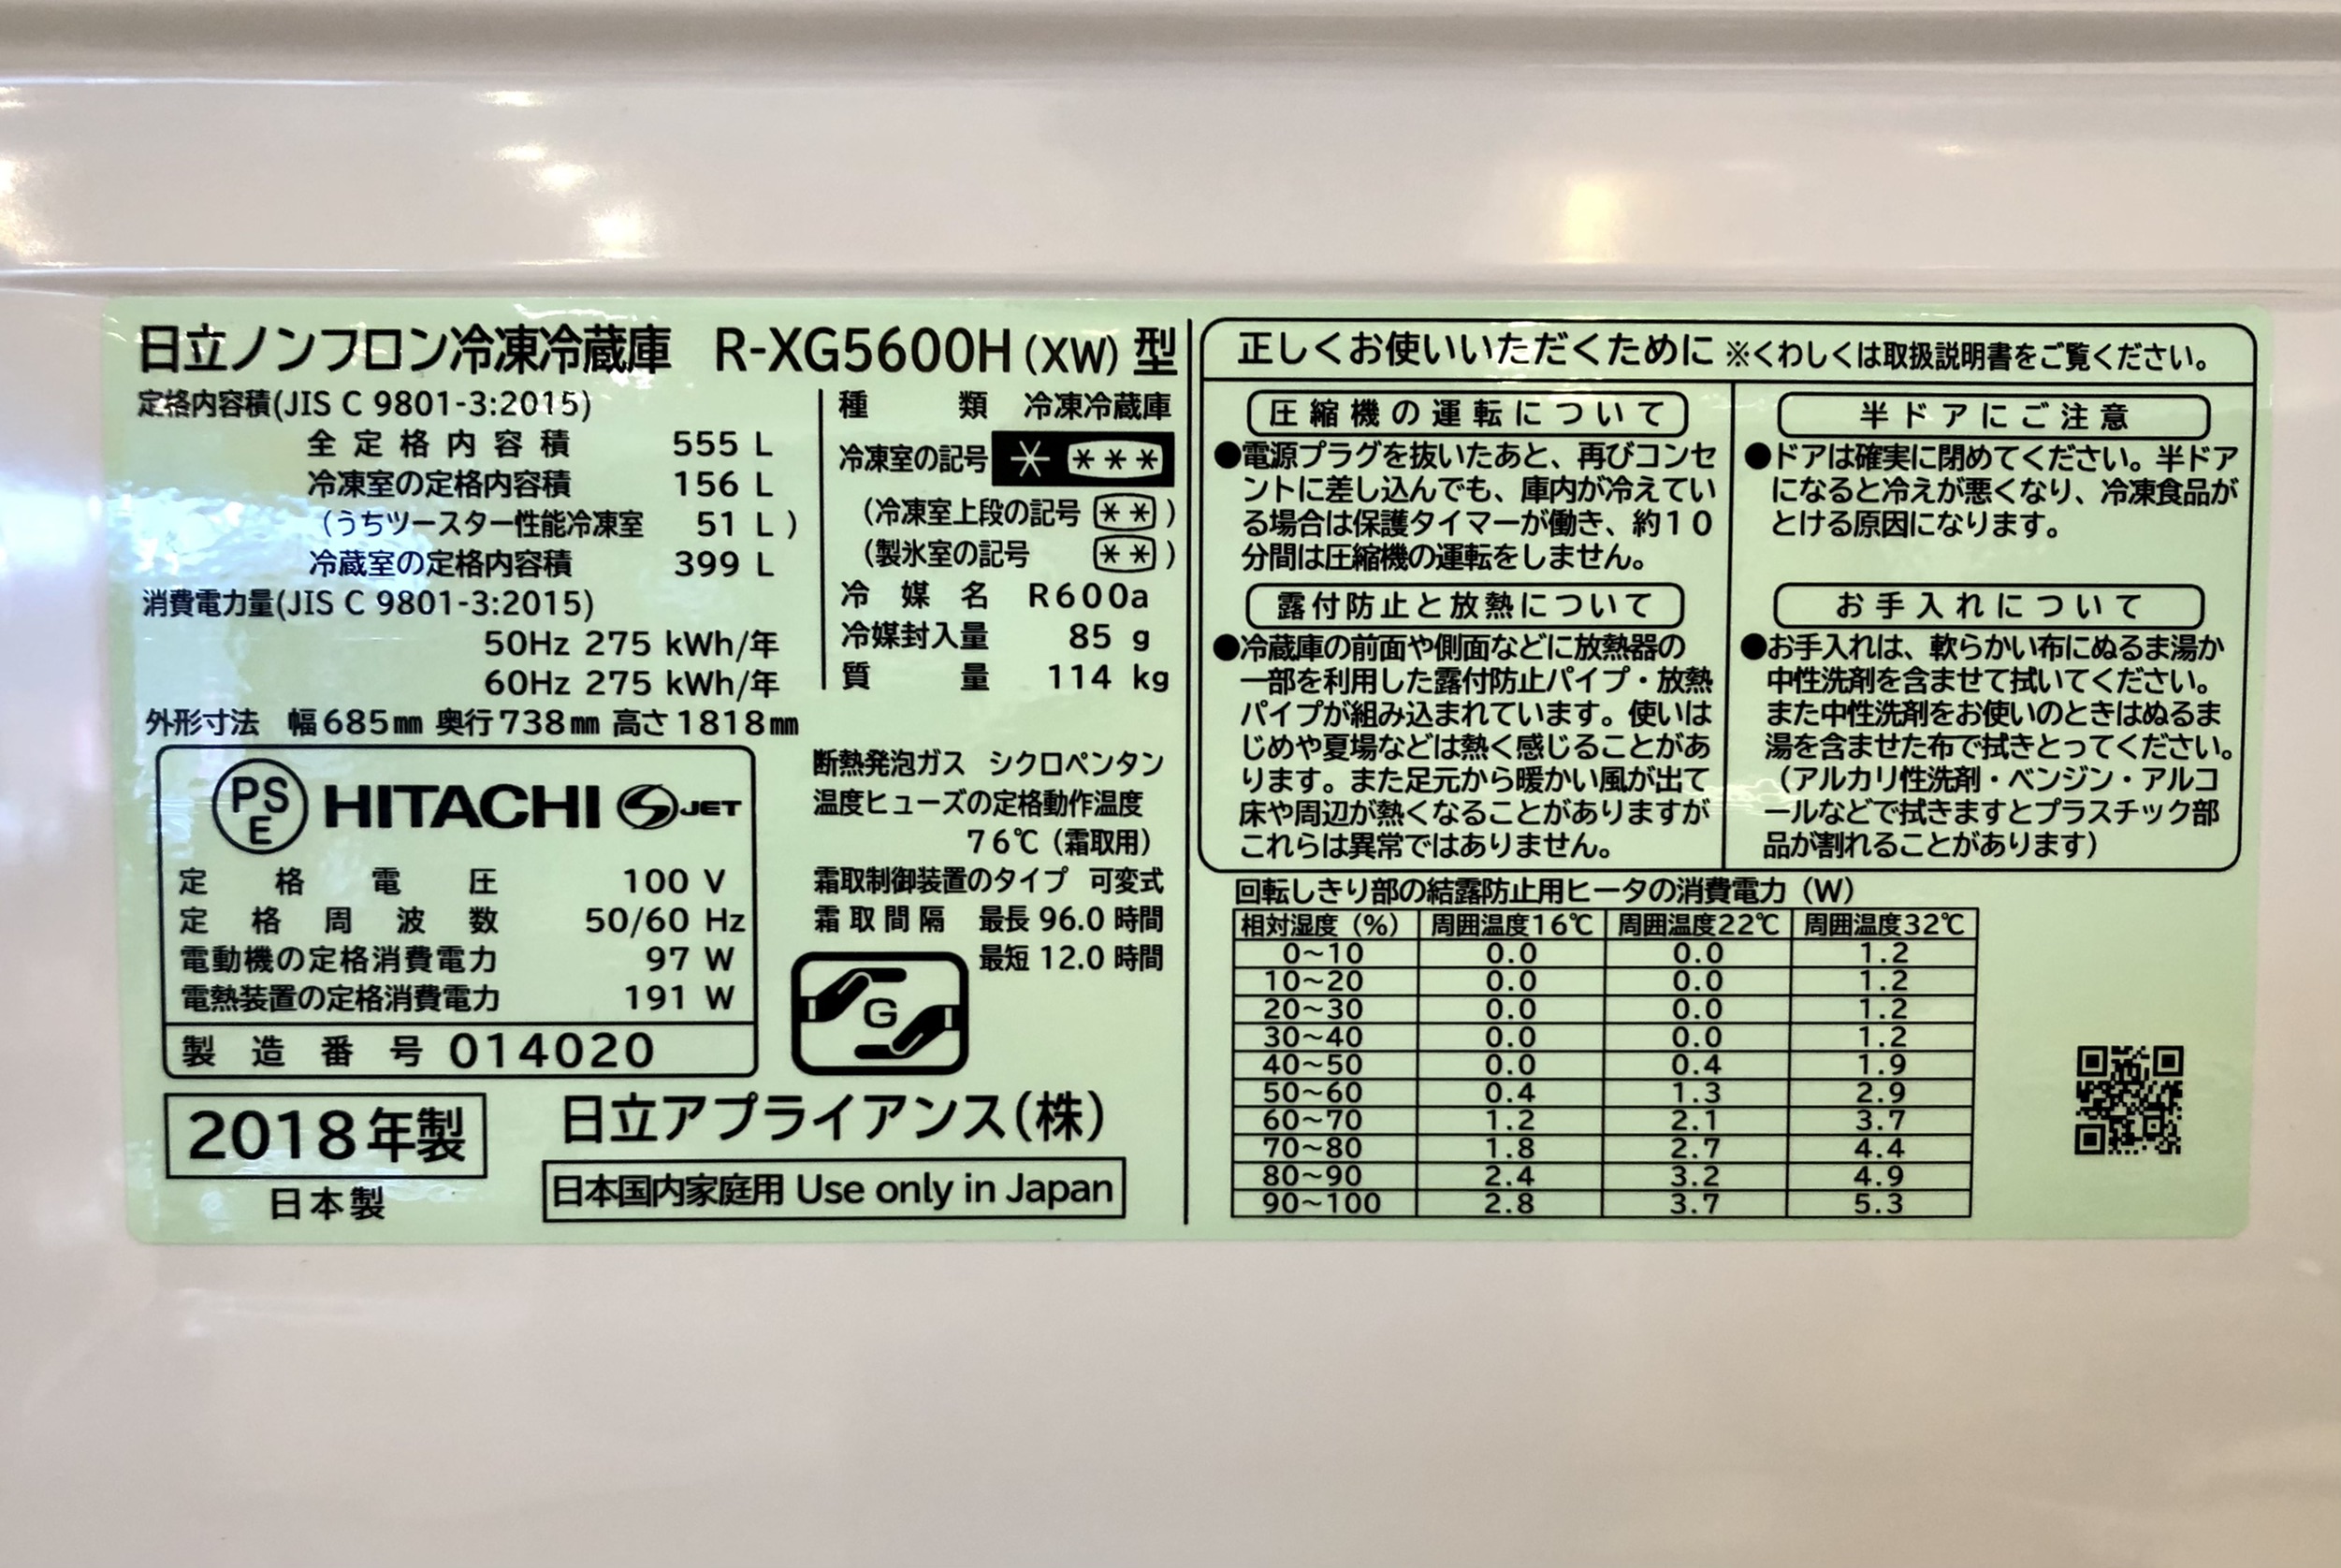 日立ノンフロン冷凍冷蔵庫 R-XG5600H (XW) 型
定格内容積(JIS C 9801-3:2015)
全定格内容積 555 L
冷凍室の定格内容積 156 L
(うちツースター性能冷凍室 51 L )
冷蔵室の定格内容積 399 L
消費電力量(JIS C 9801-3:2015)
50Hz 275 kWh/年
60Hz 275 kWh/年
外形寸法 幅685㎜ 奥行738㎜ 高さ1818㎜
種類 冷凍冷蔵庫
冷凍室の記号 * ***
(冷凍室上段の記号 ** )
(製氷室の記号 ** )
冷媒名 R600a
冷媒封入量 85 g
質量 114 kg
PS
E
HITACHI S JET
定格電圧 100 V
定格周波数 50/60 Hz
電動機の定格消費電力 97 W
電熱装置の定格消費電力 191 W
製造番号 014020
断熱発泡ガス シクロペンタン
温度ヒューズの定格動作温度
76℃(霜取用)
霜取制御装置のタイプ 可変式
霜取間隔 最長 96.0 時間
最短 12.0 時間
G
2018年製
日本製
日立アプライアンス(株)
日本国内家庭用 Use only in Japan
正しくお使いいただくために ※くわしくは取扱説明書をご覧ください。
圧縮機の運転について
●電源プラグを抜いたあと、再びコンセ
ントに差し込んでも、庫内が冷えてい
る場合は保護タイマーが働き、約10
分間は圧縮機の運転をしません。
露付防止と放熱について
●冷蔵庫の前面や側面などに放熱器の
一部を利用した露付防止パイプ・放熱
パイプが組み込まれています。使いは
じめや夏場などは熱く感じることがあ
ります。また足元から暖かい風が出て
床や周辺が熱くなることがありますが
これらは異常ではありません。
半ドアにご注意
●ドアは確実に閉めてください。半ドア
になると冷えが悪くなり、冷凍食品が
とける原因になります。
お手入れについて
●お手入れは、軟らかい布にぬるま湯か
中性洗剤を含ませて拭いてください。
また中性洗剤をお使いのときはぬるま
湯を含ませた布で拭きとってください。
(アルカリ性洗剤・ベンジン・アルコ
ールなどで拭きますとプラスチック部
品が割れることがあります)
回転しきり部の結露防止用ヒータの消費電力(W)
相対湿度(%) 周囲温度16℃ 周囲温度22℃ 周囲温度32℃
0~10 0.0 0.0 1.2
10~20 0.0 0.0 1.2
20~30 0.0 0.0 1.2
30~40 0.0 0.0 1.2
40~50 0.0 0.4 1.9
50~60 0.4 1.3 2.9
60~70 1.2 2.1 3.7
70~80 1.8 2.7 4.4
80~90 2.4 3.2 4.9
90~100 2.8 3.7 5.3